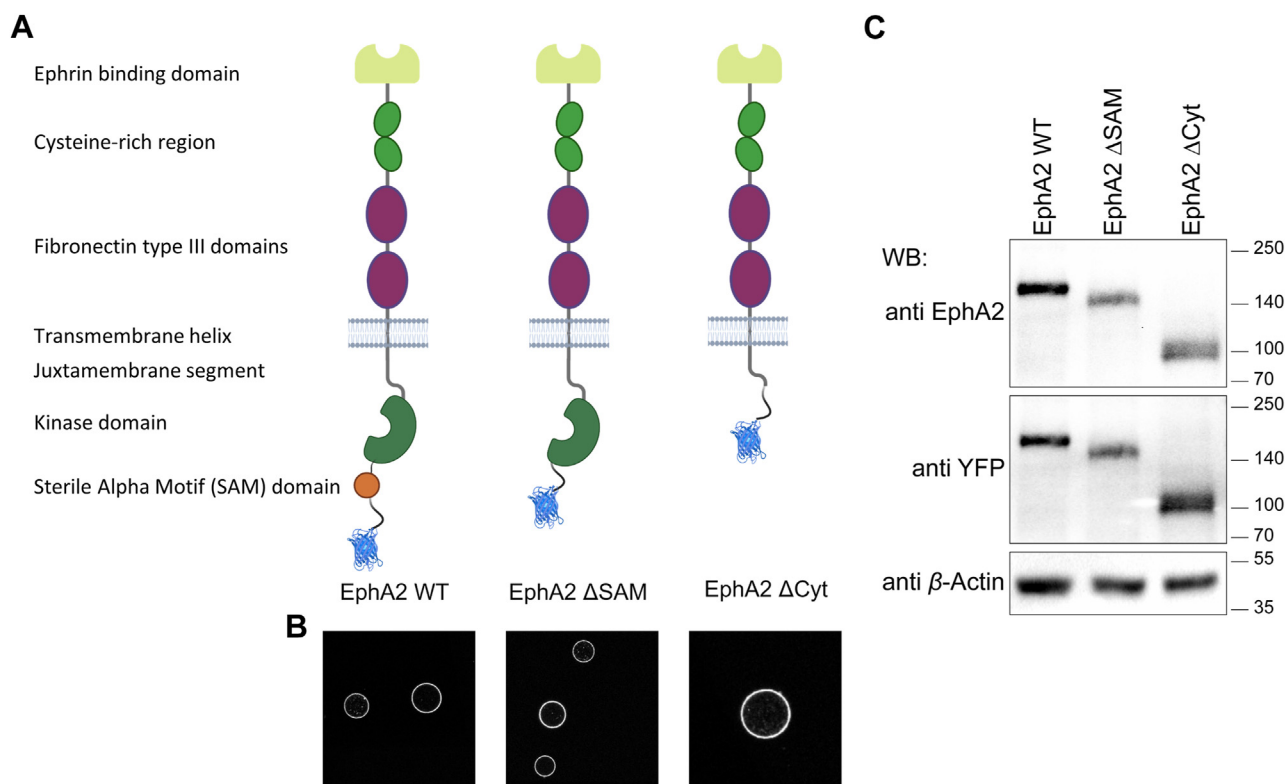 A
Ephrin binding domain
Cysteine-rich region
Fibronectin type III domains
Transmembrane helix
Juxtamembrane segment
Kinase domain
Sterile Alpha Motif (SAM) domain
EphA2 WT
EphA2 ΔSAM
EphA2 ΔCyt
B
C
EphA2 WT
EphA2 ΔSAM
EphA2 ΔCyt
WB:
anti EphA2
250
140
100
70
anti YFP
250
140
100
70
anti β-Actin
55
35